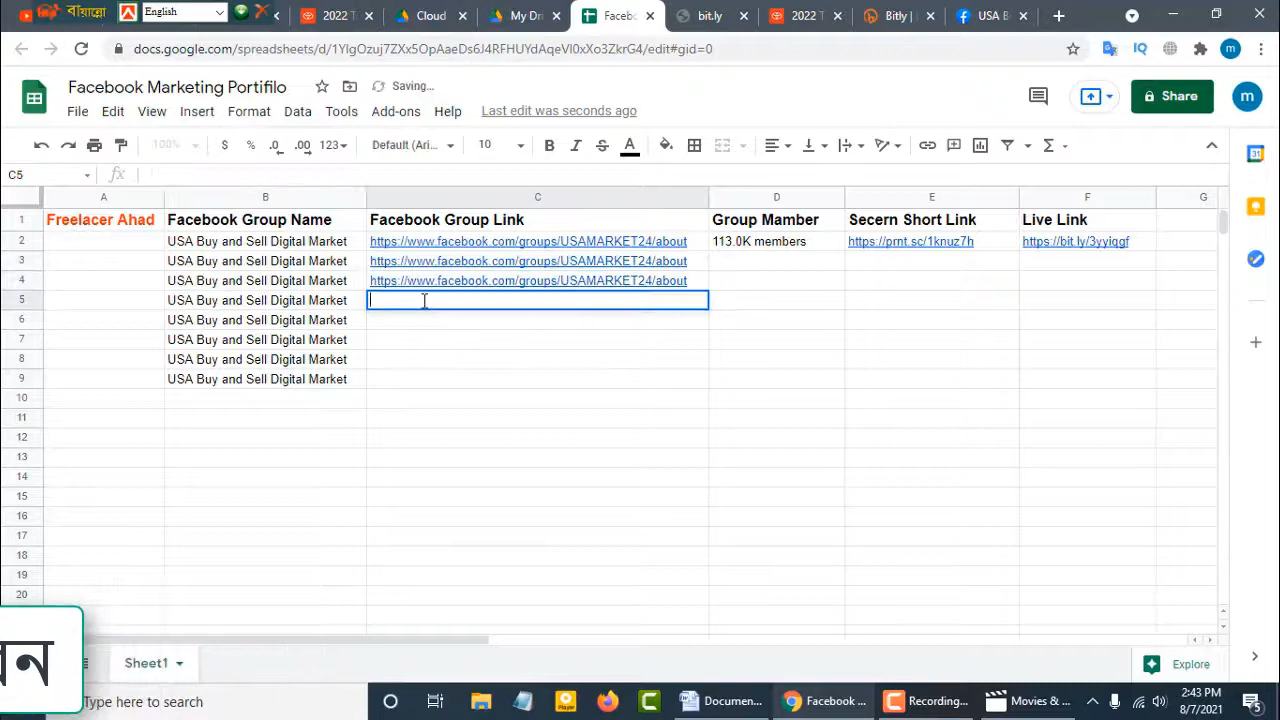 বায়ান্নো
English
2022 T
Cloud
My Dri
Facebo
bit.ly
2022 T
Bitly p
USA B
docs.google.com/spreadsheets/d/1YlgOzuj7ZXx5OpAaeDs6J4RFHUYdAqeVl0xXo3ZkrG4/edit#gid=0
IQ
m
Facebook Marketing Portifilo
Saving...
File Edit View Insert Format Data Tools Add-ons Help Last edit was seconds ago
Share
m
100% $ % .0 .00 123 Default (Ari... 10 B I S A
C5 fx
A B C D E F G
1 Freelacer Ahad Facebook Group Name Facebook Group Link Group Mamber Secern Short Link Live Link
2 USA Buy and Sell Digital Market https://www.facebook.com/groups/USAMARKET24/about 113.0K members https://prnt.sc/1knuz7h https://bit.ly/3yyiqgf
3 USA Buy and Sell Digital Market https://www.facebook.com/groups/USAMARKET24/about
4 USA Buy and Sell Digital Market https://www.facebook.com/groups/USAMARKET24/about
5 USA Buy and Sell Digital Market
6 USA Buy and Sell Digital Market
7 USA Buy and Sell Digital Market
8 USA Buy and Sell Digital Market
9 USA Buy and Sell Digital Market
10
11
12
13
14
15
16
17
18
19
20
Sheet1
Explore
Type here to search
Documen...
Facebook ...
Recording...
Movies & ...
2:43 PM
8/7/2021
5